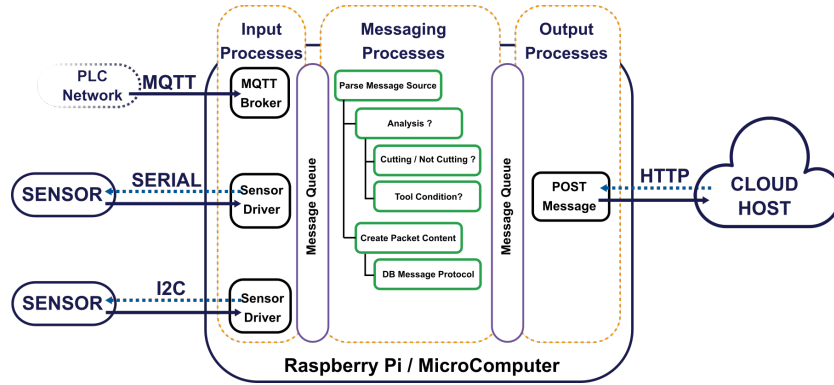 Input
Processes
Messaging
Processes
Output
Processes
PLC
Network
MQTT
MQTT
Broker
SENSOR
SERIAL
Sensor
Driver
SENSOR
I2C
Sensor
Driver
Message Queue
Parse Message Source
Analysis ?
Cutting / Not Cutting ?
Tool Condition?
Create Packet Content
DB Message Protocol
Message Queue
POST
Message
HTTP
CLOUD
HOST
Raspberry Pi / MicroComputer